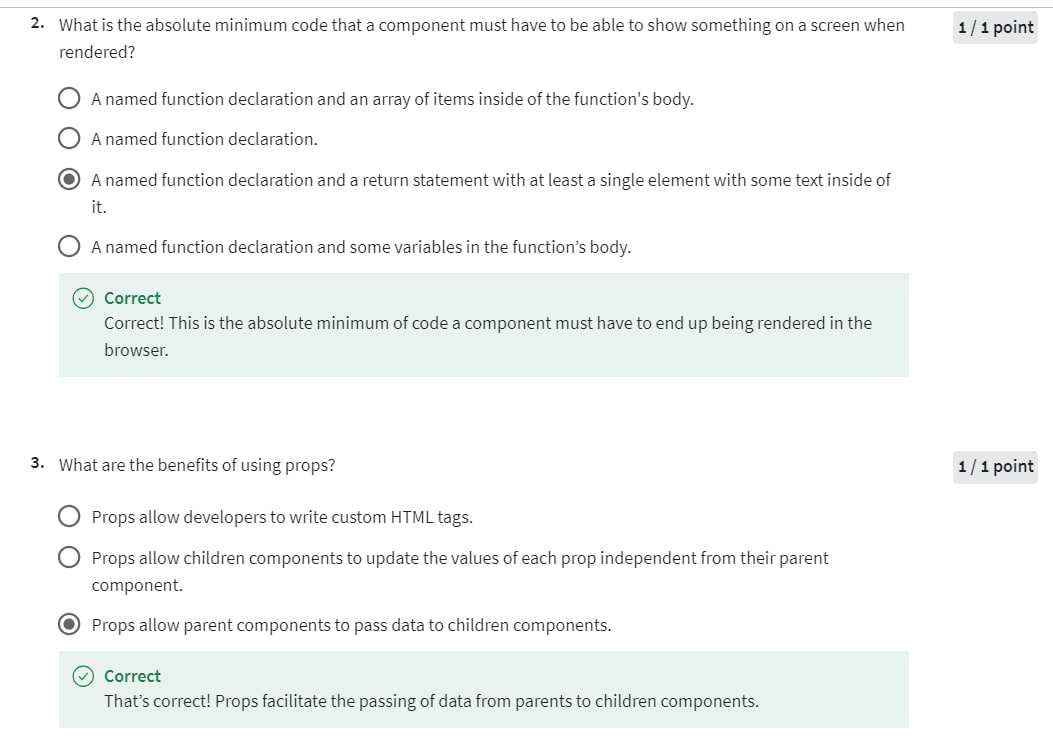 2. What is the absolute minimum code that a component must have to be able to show something on a screen when 1 / 1 point
rendered?
A named function declaration and an array of items inside of the function's body.
A named function declaration.
A named function declaration and a return statement with at least a single element with some text inside of
it.
A named function declaration and some variables in the function’s body.
Correct
Correct! This is the absolute minimum of code a component must have to end up being rendered in the
browser.
3. What are the benefits of using props? 1 / 1 point
Props allow developers to write custom HTML tags.
Props allow children components to update the values of each prop independent from their parent
component.
Props allow parent components to pass data to children components.
Correct
That’s correct! Props facilitate the passing of data from parents to children components.